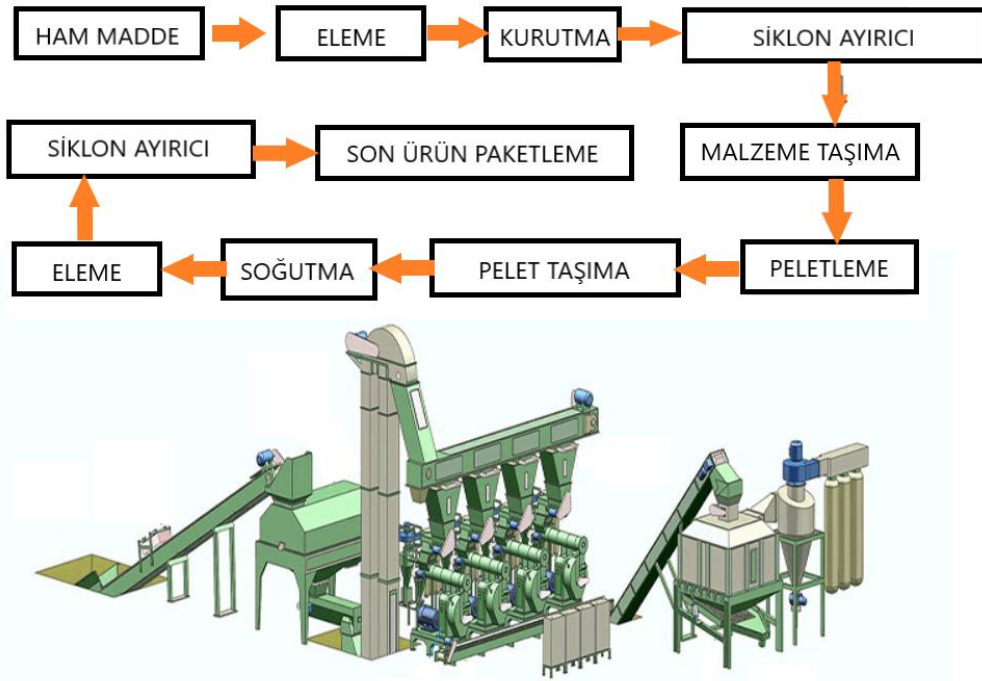 HAM MADDE
ELEME
KURUTMA
SİKLON AYIRICI
MALZEME TAŞIMA
PELETLEME
PELET TAŞIMA
SOĞUTMA
ELEME
SİKLON AYIRICI
SON ÜRÜN PAKETLEME